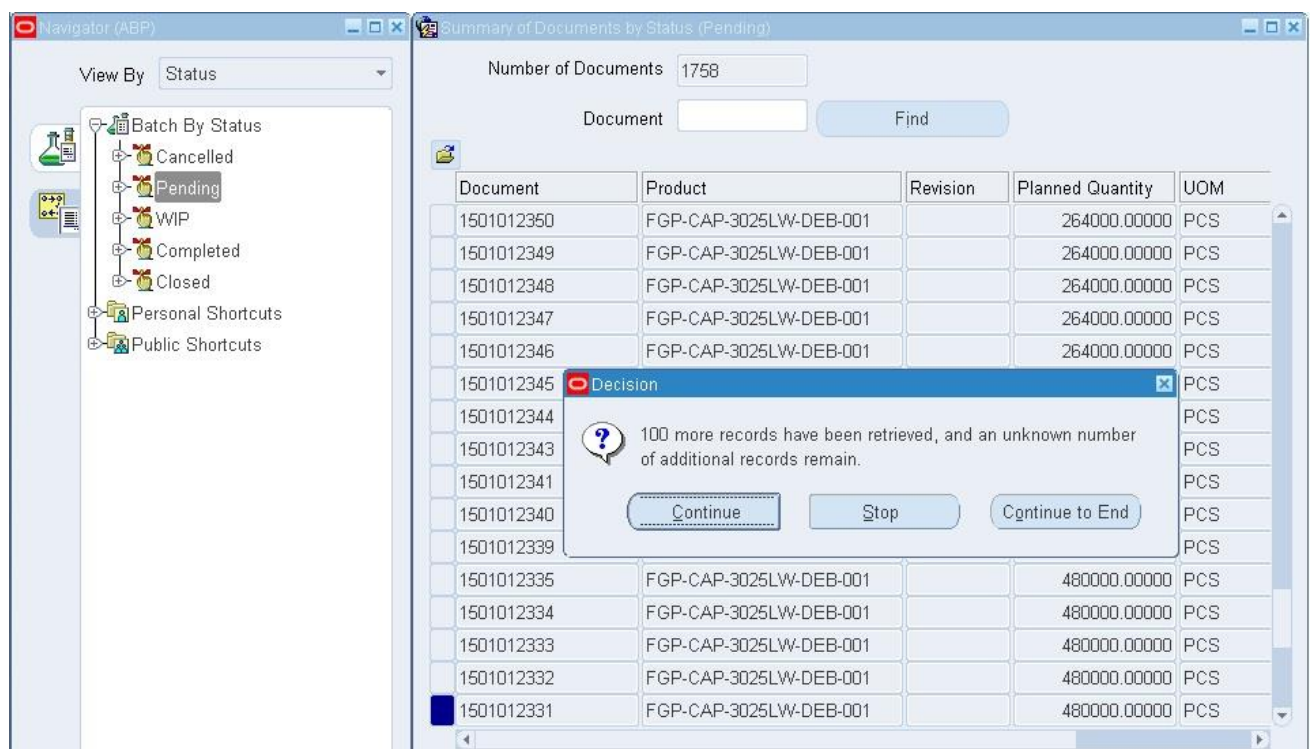 Navigator (ABP)
View By Status
Batch By Status
Cancelled
Pending
WIP
Completed
Closed
Personal Shortcuts
Public Shortcuts
Summary of Documents by Status (Pending)
Number of Documents 1758
Document Find
Document Product Revision Planned Quantity UOM
1501012350 FGP-CAP-3025LW-DEB-001 264000.00000 PCS
1501012349 FGP-CAP-3025LW-DEB-001 264000.00000 PCS
1501012348 FGP-CAP-3025LW-DEB-001 264000.00000 PCS
1501012347 FGP-CAP-3025LW-DEB-001 264000.00000 PCS
1501012346 FGP-CAP-3025LW-DEB-001 264000.00000 PCS
1501012345 PCS
1501012344 PCS
1501012343 PCS
1501012341 PCS
1501012340 PCS
1501012339 PCS
1501012335 FGP-CAP-3025LW-DEB-001 480000.00000 PCS
1501012334 FGP-CAP-3025LW-DEB-001 480000.00000 PCS
1501012333 FGP-CAP-3025LW-DEB-001 480000.00000 PCS
1501012332 FGP-CAP-3025LW-DEB-001 480000.00000 PCS
1501012331 FGP-CAP-3025LW-DEB-001 480000.00000 PCS
Decision
100 more records have been retrieved, and an unknown number
of additional records remain.
Continue Stop Continue to End